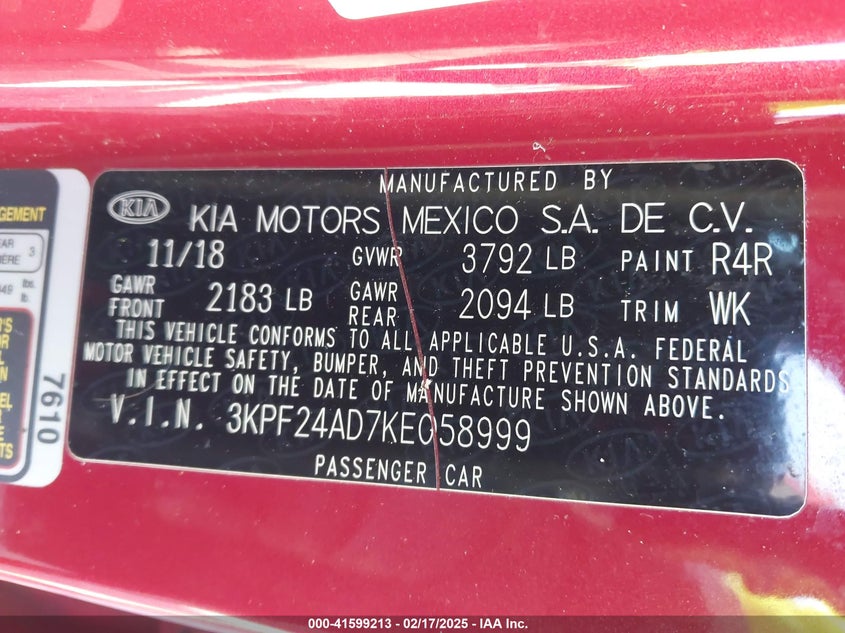 MANUFACTURED BY
KIA KIA MOTORS MEXICO S.A. DE C.V.
11/18 GVWR 3792 LB PAINT R4R
GAWR FRONT 2183 LB GAWR REAR 2094 LB TRIM WK
THIS VEHICLE CONFORMS TO ALL APPLICABLE U.S.A. FEDERAL
MOTOR VEHICLE SAFETY, BUMPER, AND THEFT PREVENTION STANDARDS
IN EFFECT ON THE DATE OF MANUFACTURE SHOWN ABOVE.
V.I.N. 3KPF24AD7KE058999
PASSENGER CAR
7610
3
lbs.
000-41599213 - 02/17/2025 - IAA Inc.